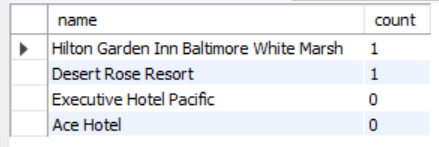 name count
Hilton Garden Inn Baltimore White Marsh 1
Desert Rose Resort 1
Executive Hotel Pacific 0
Ace Hotel 0